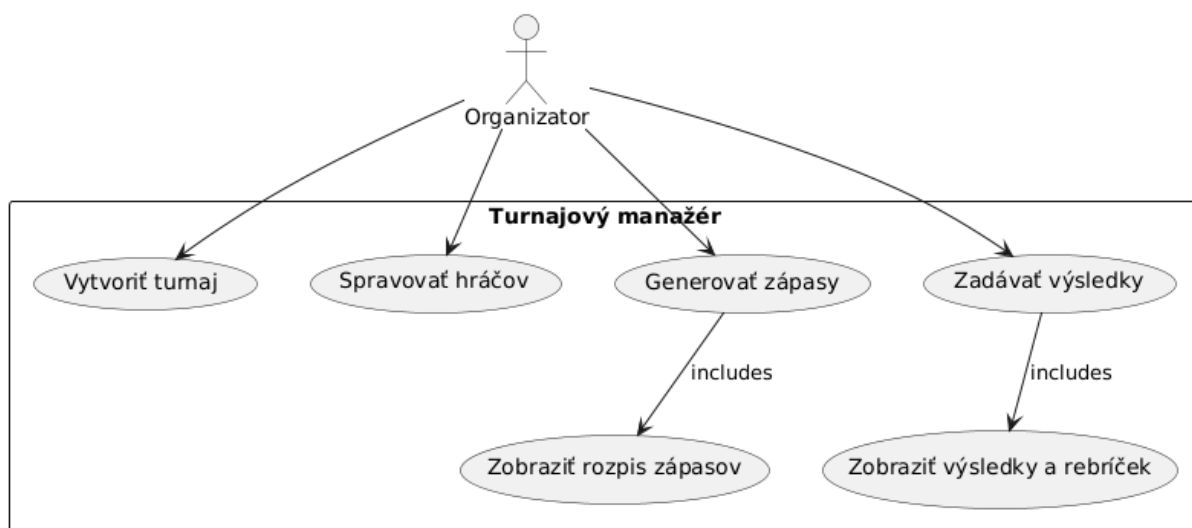 Organizator
Turnajový manažér
Vytvoriť turnaj
Spravovať hráčov
Generovať zápasy
Zadávať výsledky
includes
includes
Zobraziť rozpis zápasov
Zobraziť výsledky a rebríček